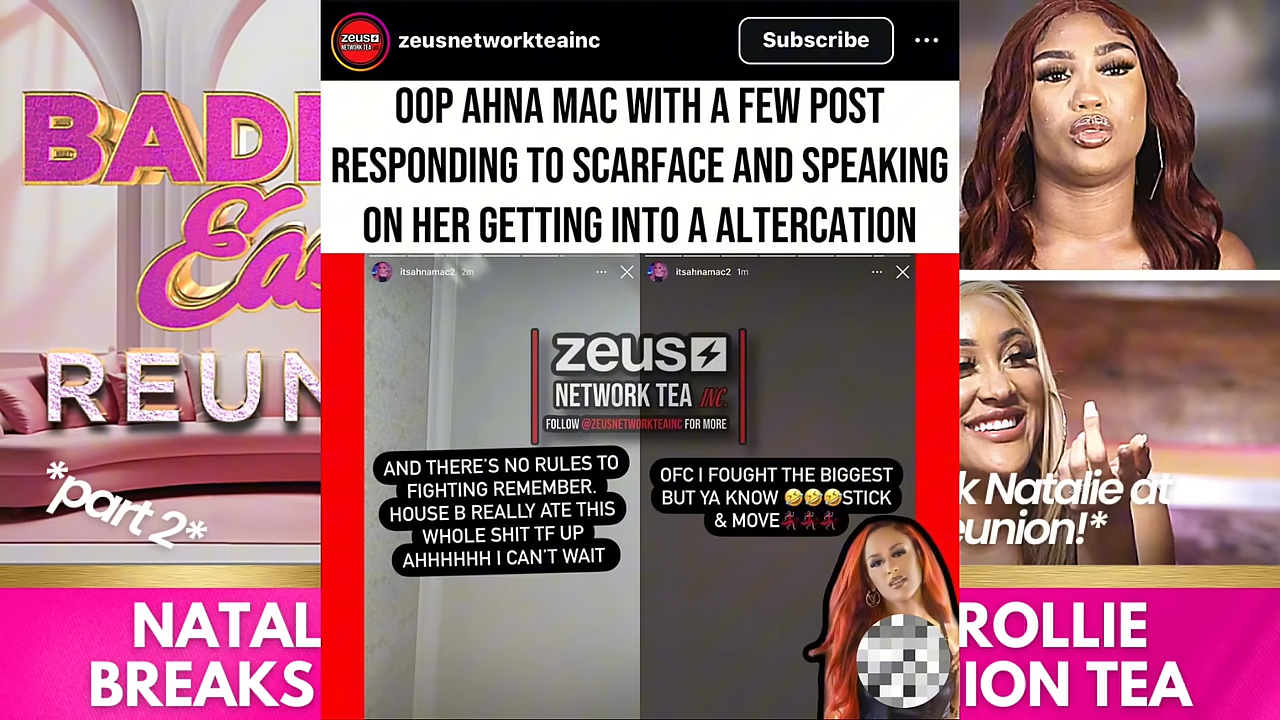 BAD
Ea
REUN
*part 2*
NATAL
BREAKS
zeus
NETWORK TEA
zeusnetworkteainc
Subscribe
OOP AHNA MAC WITH A FEW POST
RESPONDING TO SCARFACE AND SPEAKING
ON HER GETTING INTO A ALTERCATION
itsahnamac2 2m
itsahnamac2 1m
zeus
NETWORK TEA INC.
FOLLOW @ZEUSNETWORKTEAINC FOR MORE
AND THERE'S NO RULES TO
FIGHTING REMEMBER.
HOUSE B REALLY ATE THIS
WHOLE SHIT TF UP
AHHHHHH I CAN'T WAIT
OFC I FOUGHT THE BIGGEST
BUT YA KNOW 🤣🤣🤣STICK
& MOVE💃💃💃
k Natalie at
eunion!*
ROLLIE
ION TEA